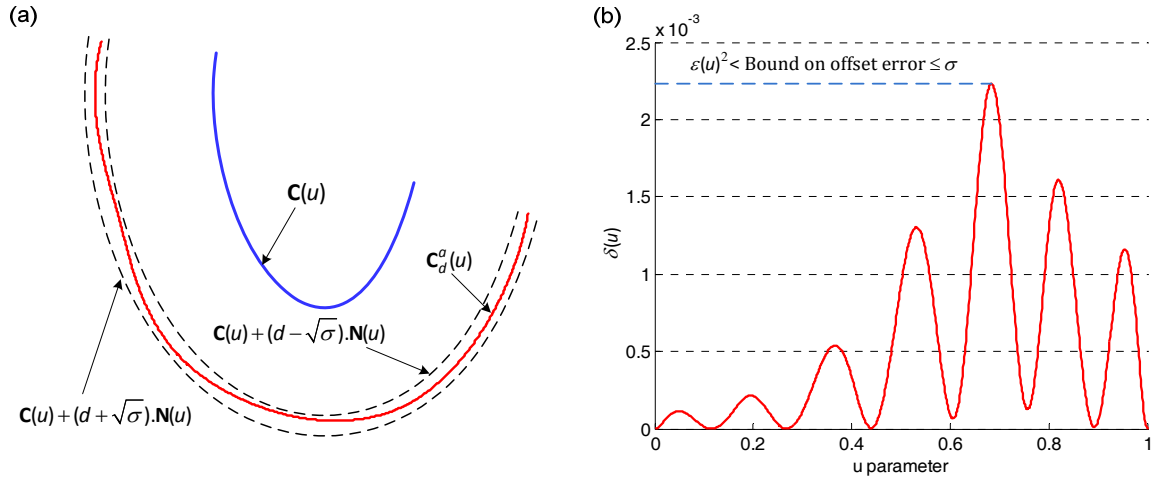 (a)
C(u)
C_d^a(u)
C(u) + (d − √σ).N(u)
C(u) + (d + √σ).N(u)
(b)
x 10^-3
2.5
2
1.5
1
0.5
0
ε(u)^2 < Bound on offset error ≤ σ
δ(u)
0
0.2
0.4
0.6
0.8
1
u parameter